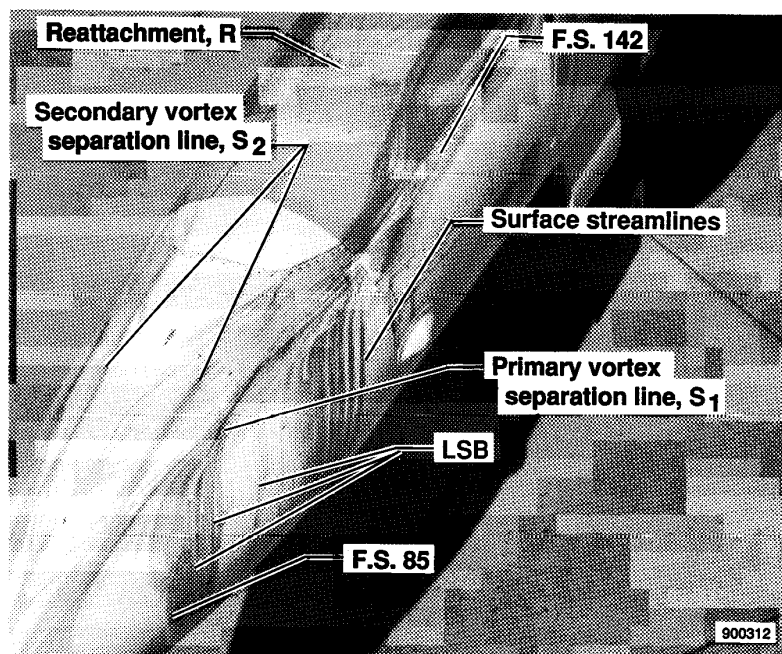 Reattachment, R
F.S. 142
Secondary vortex
separation line, S2
Surface streamlines
Primary vortex
separation line, S1
LSB
F.S. 85
900312